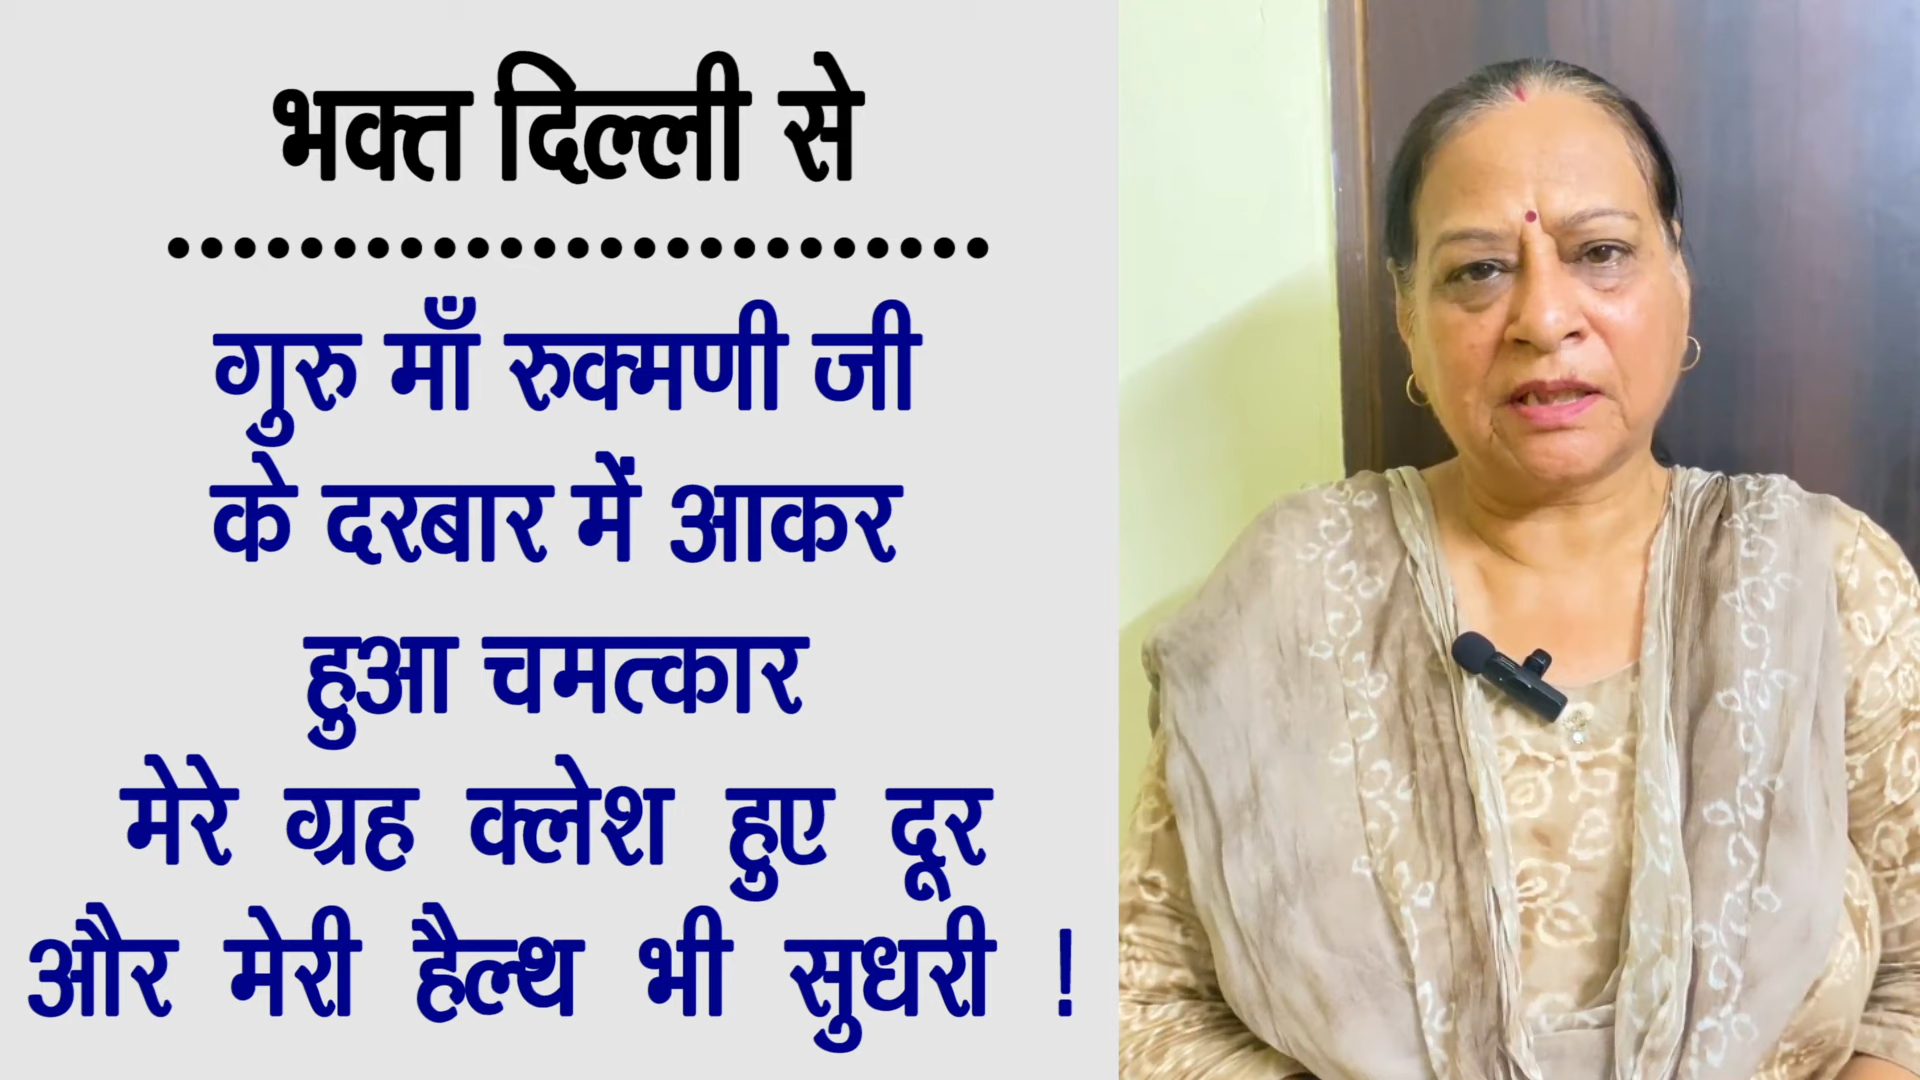 भक्त दिल्ली से
गुरु माँ रुक्मणी जी
के दरबार में आकर
हुआ चमत्कार
मेरे ग्रह क्लेश हुए दूर
और मेरी हैल्थ भी सुधरी !